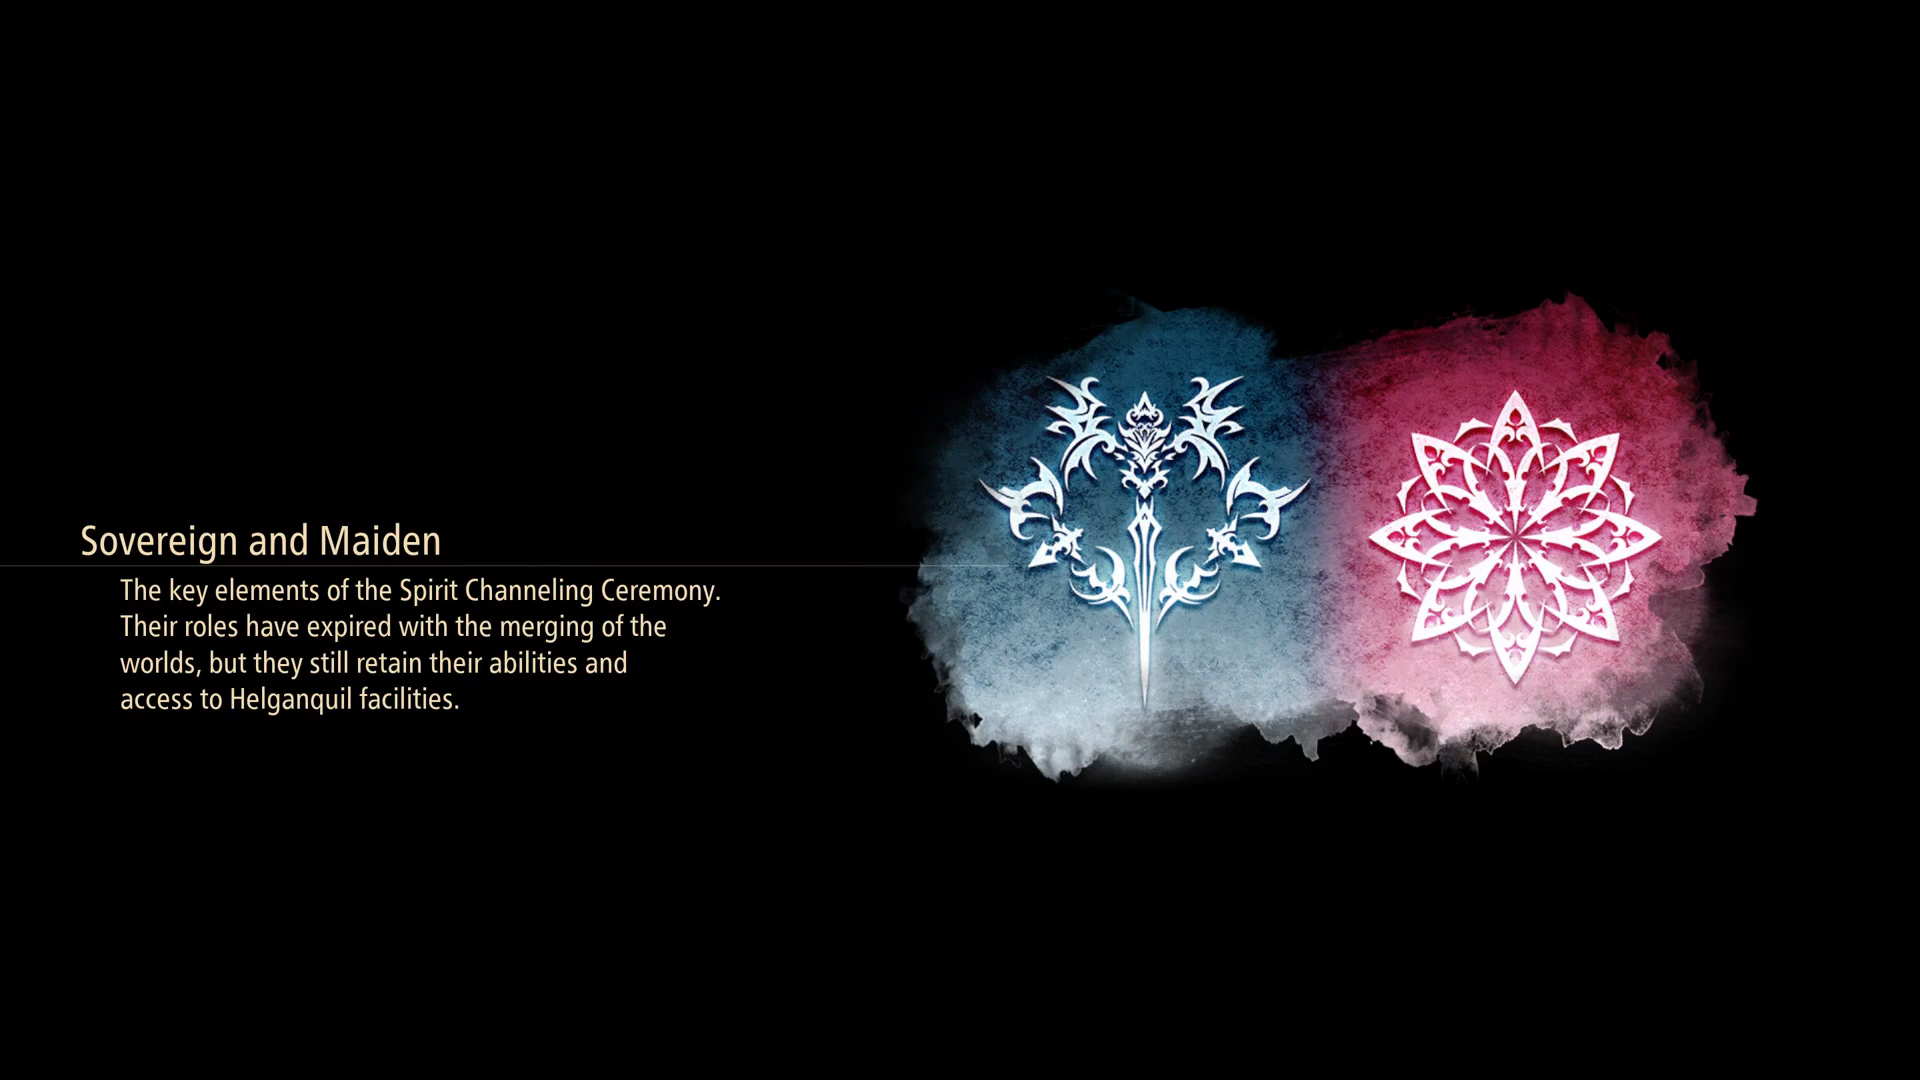 Sovereign and Maiden
The key elements of the Spirit Channeling Ceremony.
Their roles have expired with the merging of the
worlds, but they still retain their abilities and
access to Helganquil facilities.